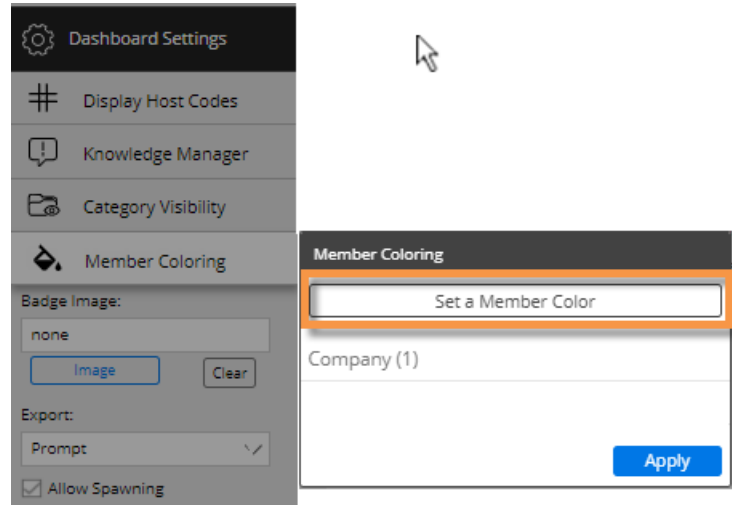 Dashboard Settings
Display Host Codes
Knowledge Manager
Category Visibility
Member Coloring
Badge Image:
none
Image
Clear
Export:
Prompt
Allow Spawning
Member Coloring
Set a Member Color
Company (1)
Apply